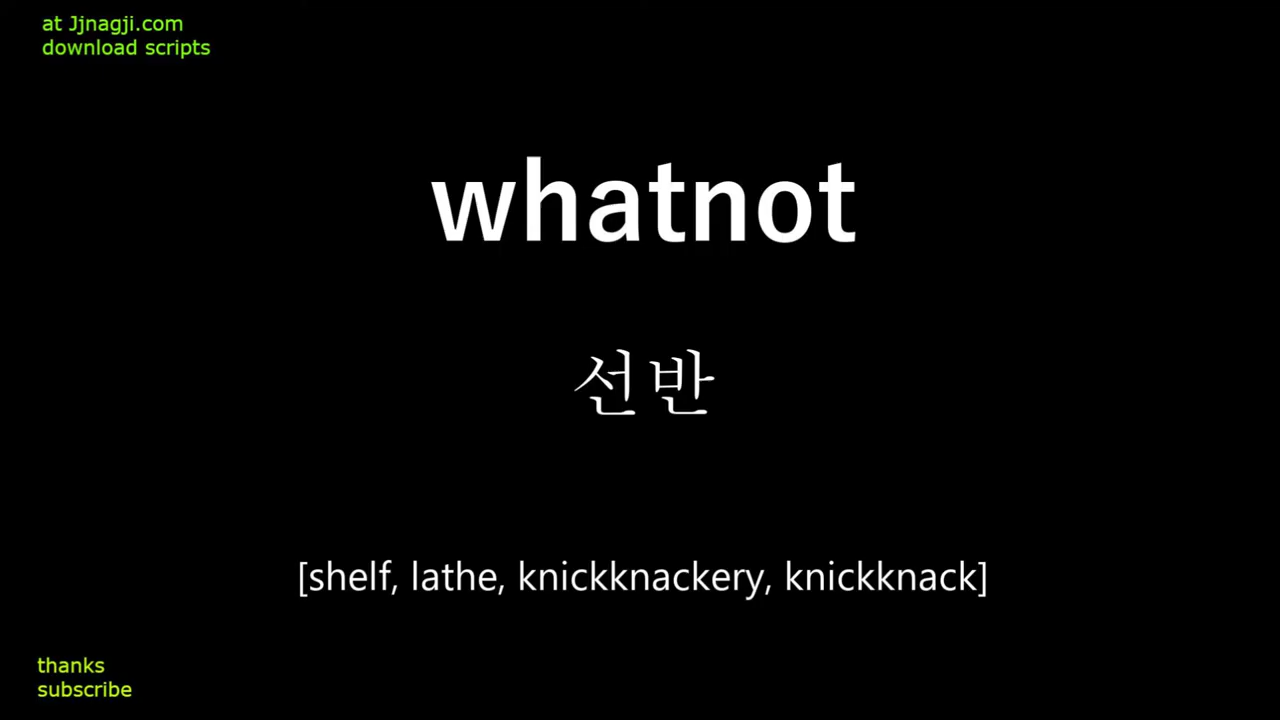 at Jjnagji.com
download scripts
whatnot
선반
[shelf, lathe, knickknackery, knickknack]
thanks
subscribe